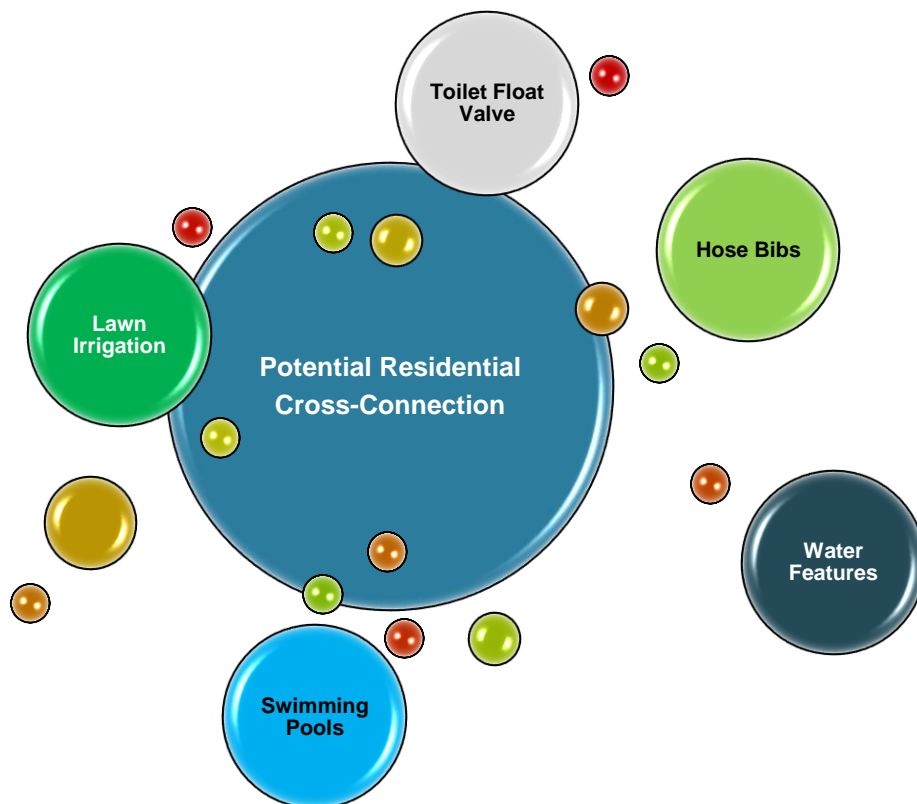 Toilet Float
Valve
Hose Bibs
Lawn
Irrigation
Potential Residential
Cross-Connection
Water
Features
Swimming
Pools